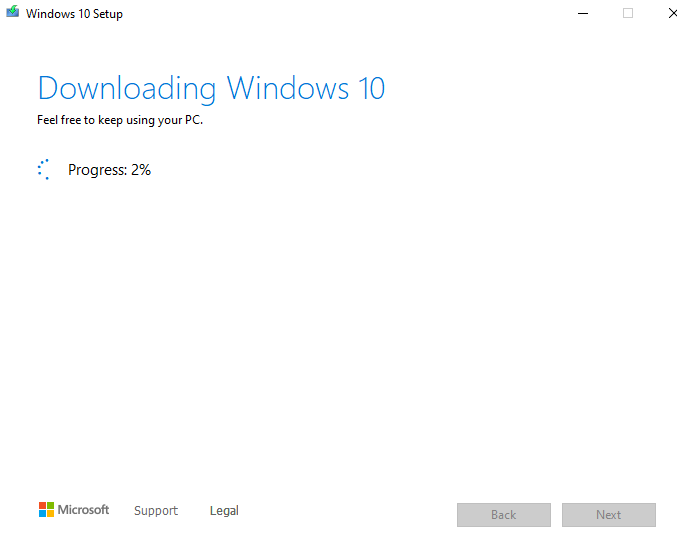 Windows 10 Setup
Downloading Windows 10
Feel free to keep using your PC.
Progress: 2%
Microsoft Support Legal Back Next